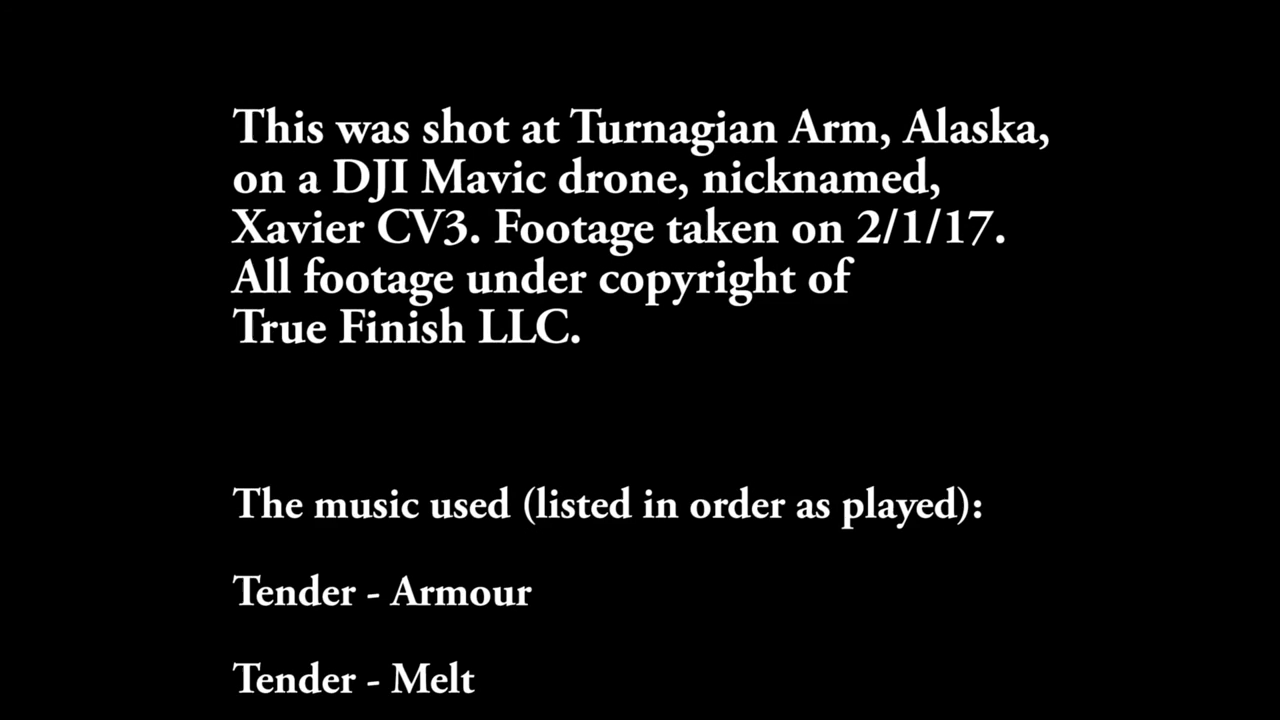 This was shot at Turnagian Arm, Alaska,
on a DJI Mavic drone, nicknamed,
Xavier CV3. Footage taken on 2/1/17.
All footage under copyright of
True Finish LLC.
The music used (listed in order as played):
Tender - Armour
Tender - Melt